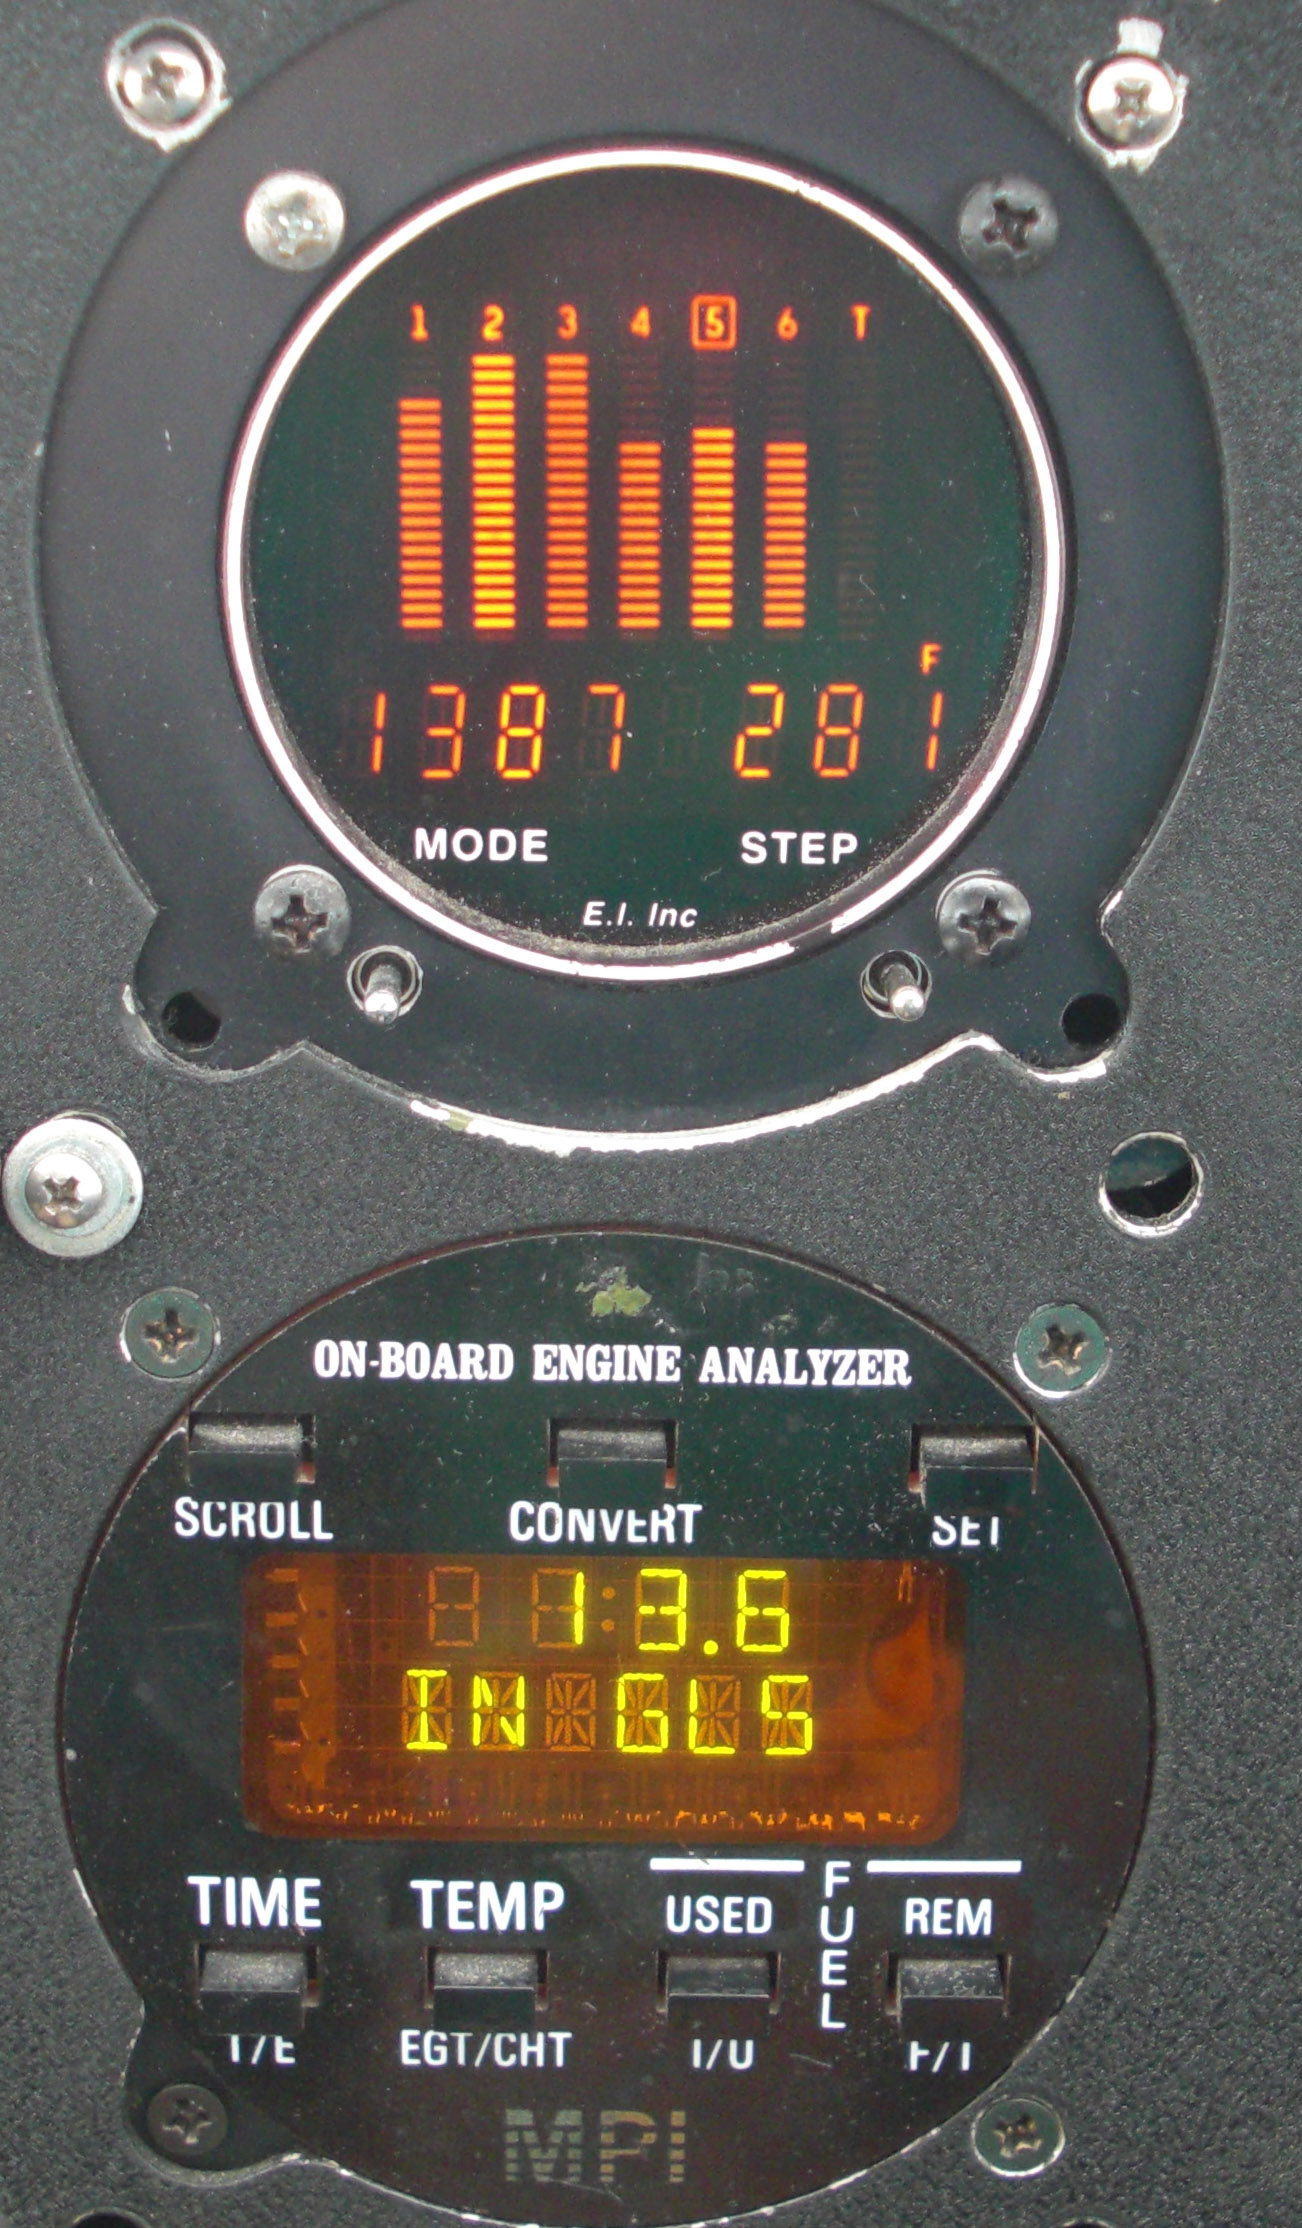 1 2 3 4 5 6 T
F
1387 281
MODE STEP
E.I. Inc
ON-BOARD ENGINE ANALYZER
SCROLL CONVERT SET
13.6
IN GLS
FUEL
TIME TEMP USED REM
T/E EGT/CHT I/U F/T
MPI